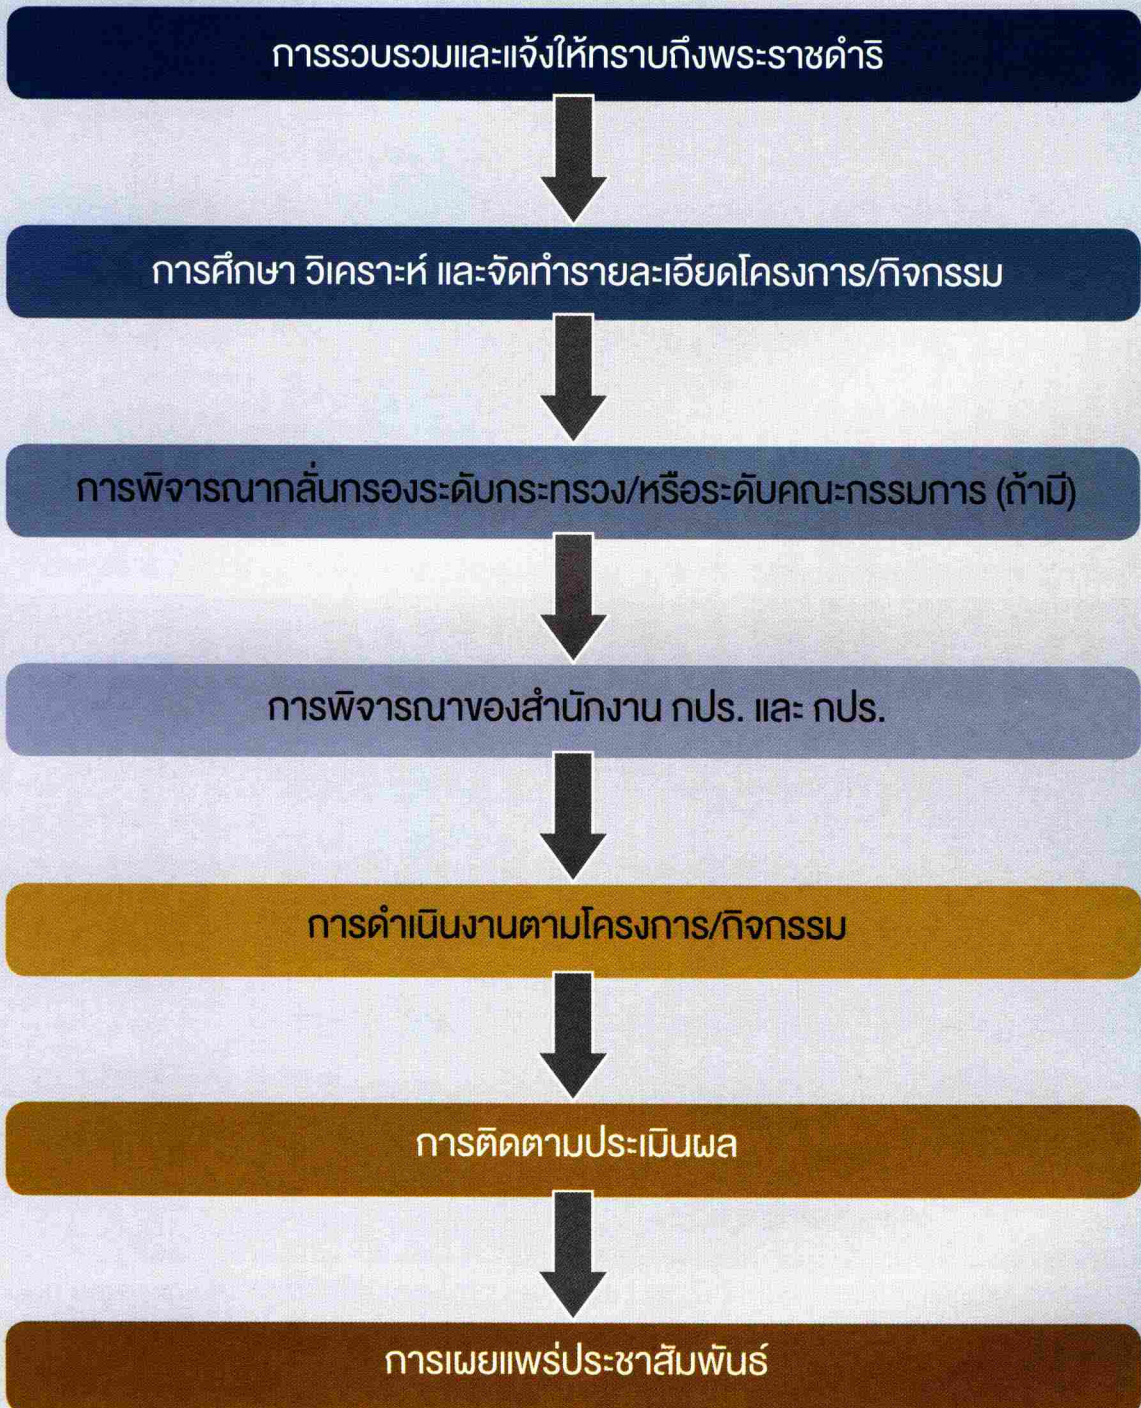 การรวบรวมและแจ้งให้ทราบถึงพระราชดำริ
การศึกษา วิเคราะห์ และจัดทำรายละเอียดโครงการ/กิจกรรม
การพิจารณากลั่นกรองระดับกระทรวง/หรือระดับคณะกรรมการ (ถ้ามี)
การพิจารณาของสำนักงาน กปร. และ กปร.
การดำเนินงานตามโครงการ/กิจกรรม
การติดตามประเมินผล
การเผยแพร่ประชาสัมพันธ์